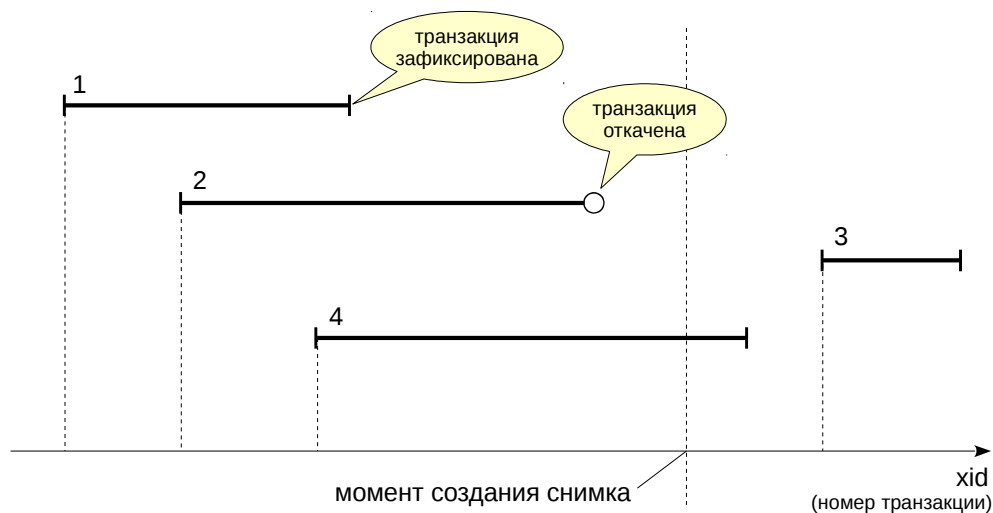 транзакция
зафиксирована
1
транзакция
откачена
2
3
4
момент создания снимка
xid
(номер транзакции)